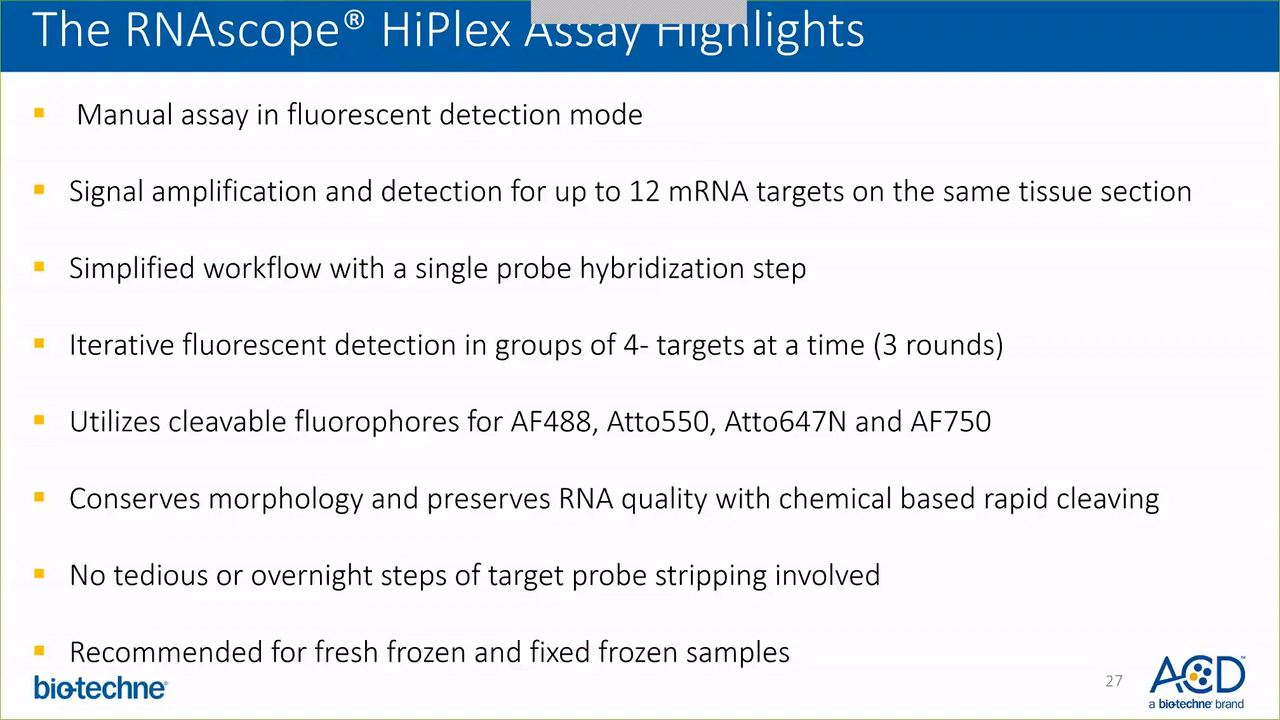 The RNAscope® HiPlex Assay Highlights
Manual assay in fluorescent detection mode
Signal amplification and detection for up to 12 mRNA targets on the same tissue section
Simplified workflow with a single probe hybridization step
Iterative fluorescent detection in groups of 4- targets at a time (3 rounds)
Utilizes cleavable fluorophores for AF488, Atto550, Atto647N and AF750
Conserves morphology and preserves RNA quality with chemical based rapid cleaving
No tedious or overnight steps of target probe stripping involved
Recommended for fresh frozen and fixed frozen samples
bio-techne®
27
ACD™
a bio-techne brand